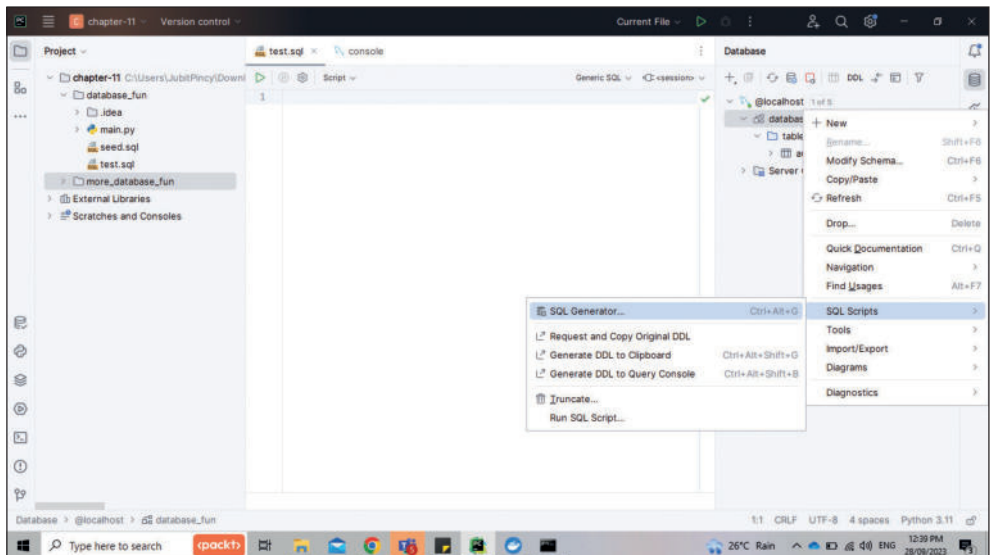 chapter-11
Version control
Current File
Project
test.sql
console
Database
chapter-11 C:\Users\JubitPincy\Downl
Script
Generic SQL
<session>
DDL
database_fun
1
@localhost 1 of 5
.idea
databas
main.py
table
seed.sql
test.sql
Server
more_database_fun
External Libraries
Scratches and Consoles
New
Rename... Shift+F6
Modify Schema... Ctrl+F6
Copy/Paste
Refresh Ctrl+F5
Drop... Delete
Quick Documentation Ctrl+Q
Navigation
Find Usages Alt+F7
SQL Scripts
Tools
Import/Export
Diagrams
Diagnostics
SQL Generator... Ctrl+Alt+G
Request and Copy Original DDL
Generate DDL to Clipboard Ctrl+Alt+Shift+G
Generate DDL to Query Console Ctrl+Alt+Shift+B
Truncate...
Run SQL Script...
Database > @localhost > database_fun
1:1 CRLF UTF-8 4 spaces Python 3.11
Type here to search
<packt>
26°C Rain
ENG
12:39 PM
28/09/2023